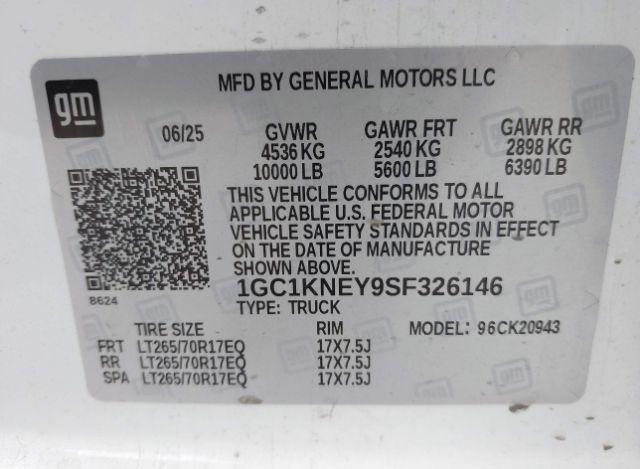 gm
MFD BY GENERAL MOTORS LLC
06/25 GVWR GAWR FRT GAWR RR
4536 KG 2540 KG 2898 KG
10000 LB 5600 LB 6390 LB
THIS VEHICLE CONFORMS TO ALL
APPLICABLE U.S. FEDERAL MOTOR
VEHICLE SAFETY STANDARDS IN EFFECT
ON THE DATE OF MANUFACTURE
SHOWN ABOVE.
1GC1KNEY9SF326146
8624
TYPE: TRUCK
TIRE SIZE RIM MODEL: 96CK20943
FRT LT265/70R17EQ 17X7.5J
RR LT265/70R17EQ 17X7.5J
SPA LT265/70R17EQ 17X7.5J